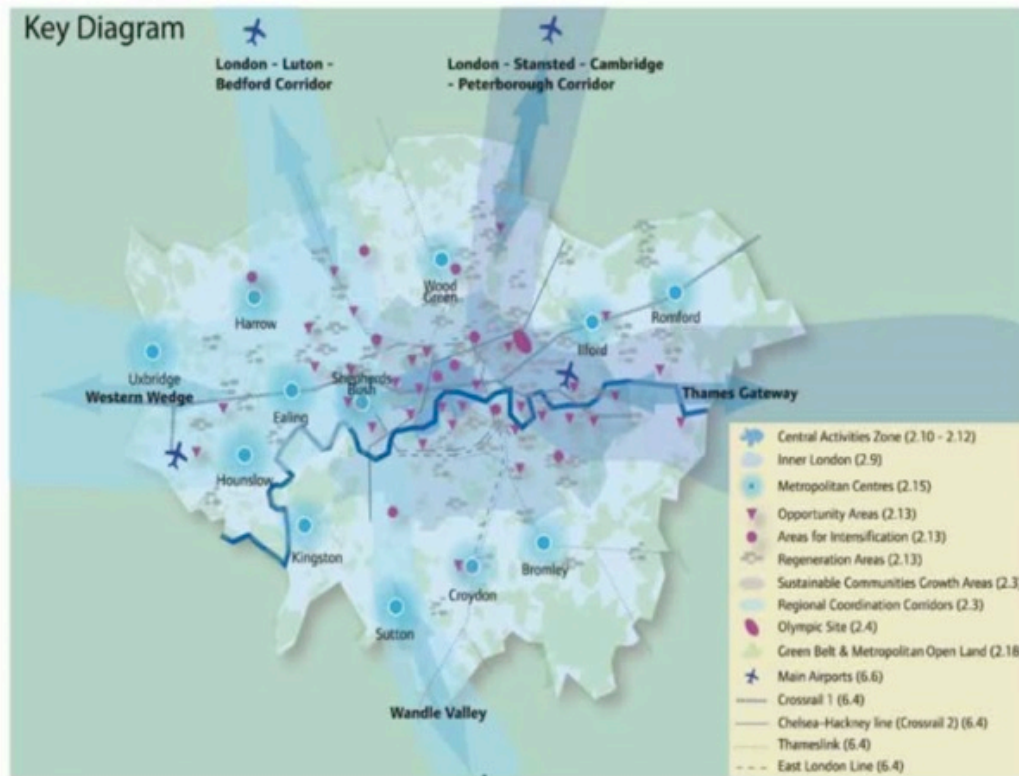 Key Diagram
London - Luton -
Bedford Corridor
London - Stansted - Cambridge
- Peterborough Corridor
Wood
Green
Harrow
Romford
Ilford
Uxbridge
Shepherds
Bush
Western Wedge
Thames Gateway
Ealing
Hounslow
Kingston
Bromley
Croydon
Sutton
Wandle Valley
Central Activities Zone (2.10 - 2.12)
Inner London (2.9)
Metropolitan Centres (2.15)
Opportunity Areas (2.13)
Areas for Intensification (2.13)
Regeneration Areas (2.13)
Sustainable Communities Growth Areas (2.3)
Regional Coordination Corridors (2.3)
Olympic Site (2.4)
Green Belt & Metropolitan Open Land (2.18
Main Airports (6.6)
Crossrail 1 (6.4)
Chelsea-Hackney line (Crossrail 2) (6.4)
Thameslink (6.4)
East London Line (6.4)